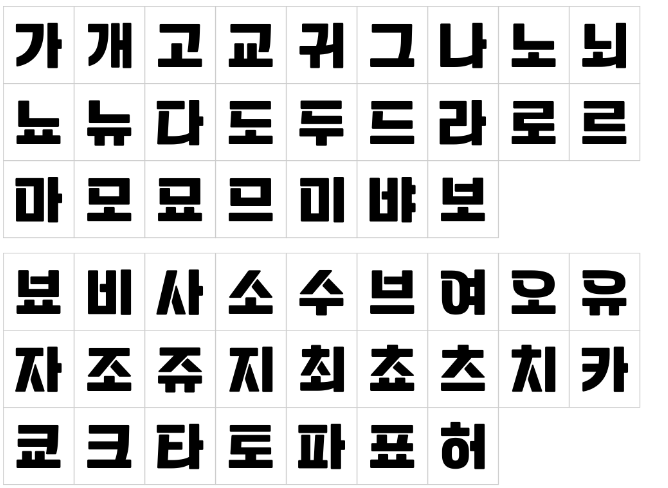 가 개 고 교 귀 그 나 노 뇌
뇨 뉴 다 도 두 드 라 로 르
마 모 묘 므 미 뱌 보
뵤 비 사 소 수 브 여 오 유
자 조 쥬 지 최 쵸 츠 치 카
쿄 크 타 토 파 표 허